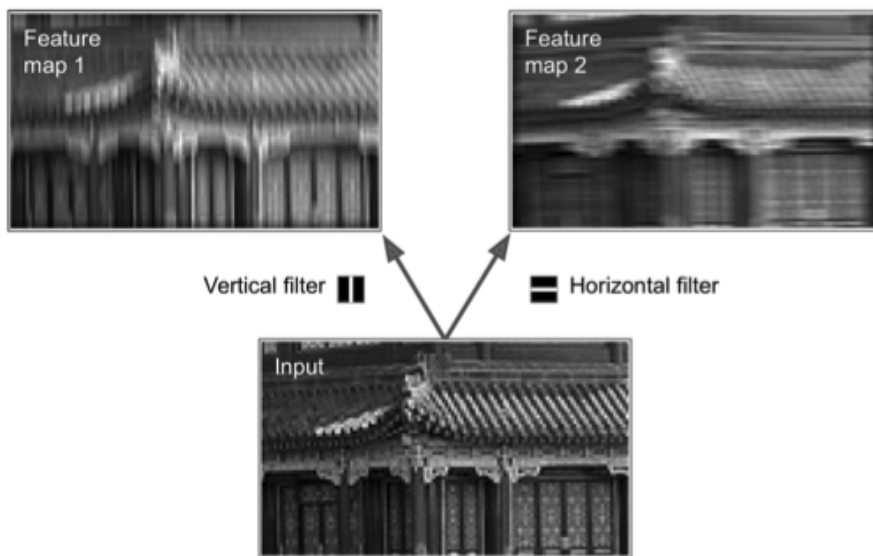 Feature
map 1
Feature
map 2
Vertical filter
Horizontal filter
Input